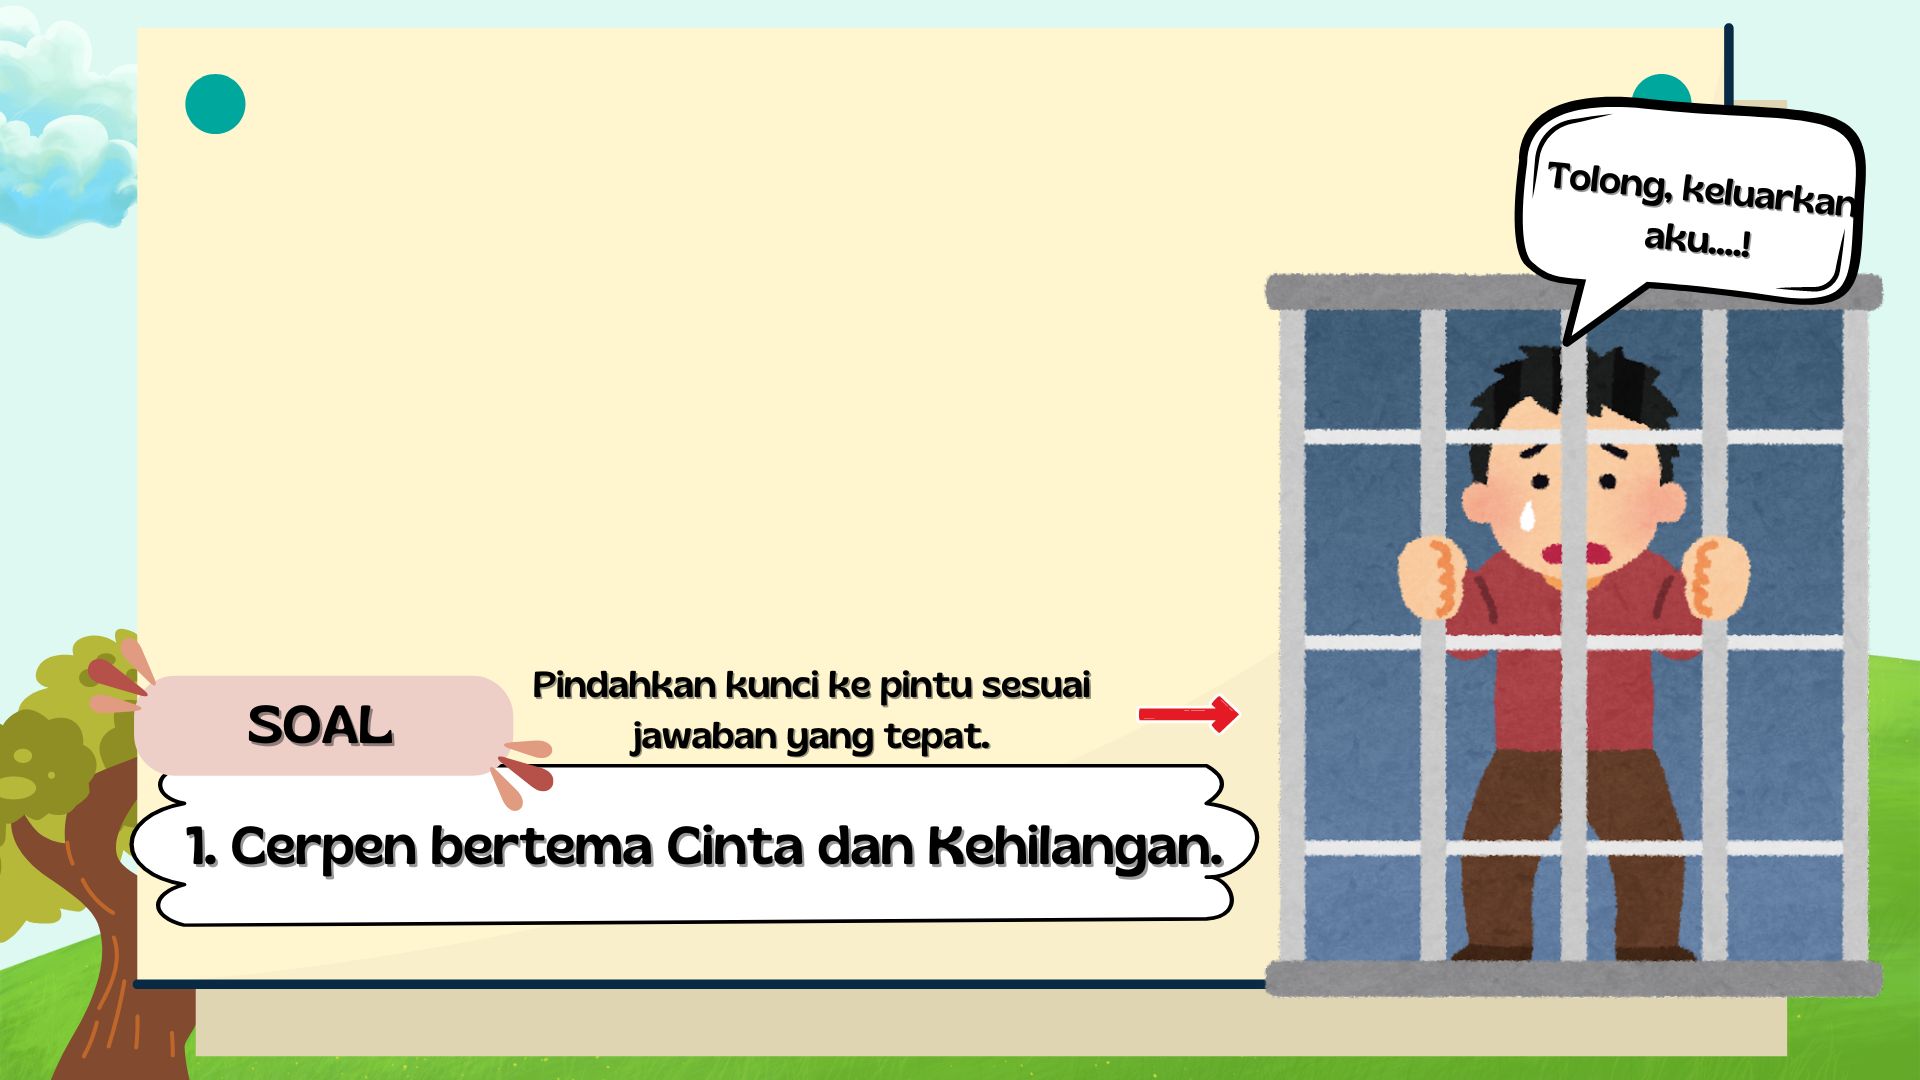 Tolong, keluarkan
aku....!
SOAL
Pindahkan kunci ke pintu sesuai
jawaban yang tepat.
1. Cerpen bertema Cinta dan Kehilangan.